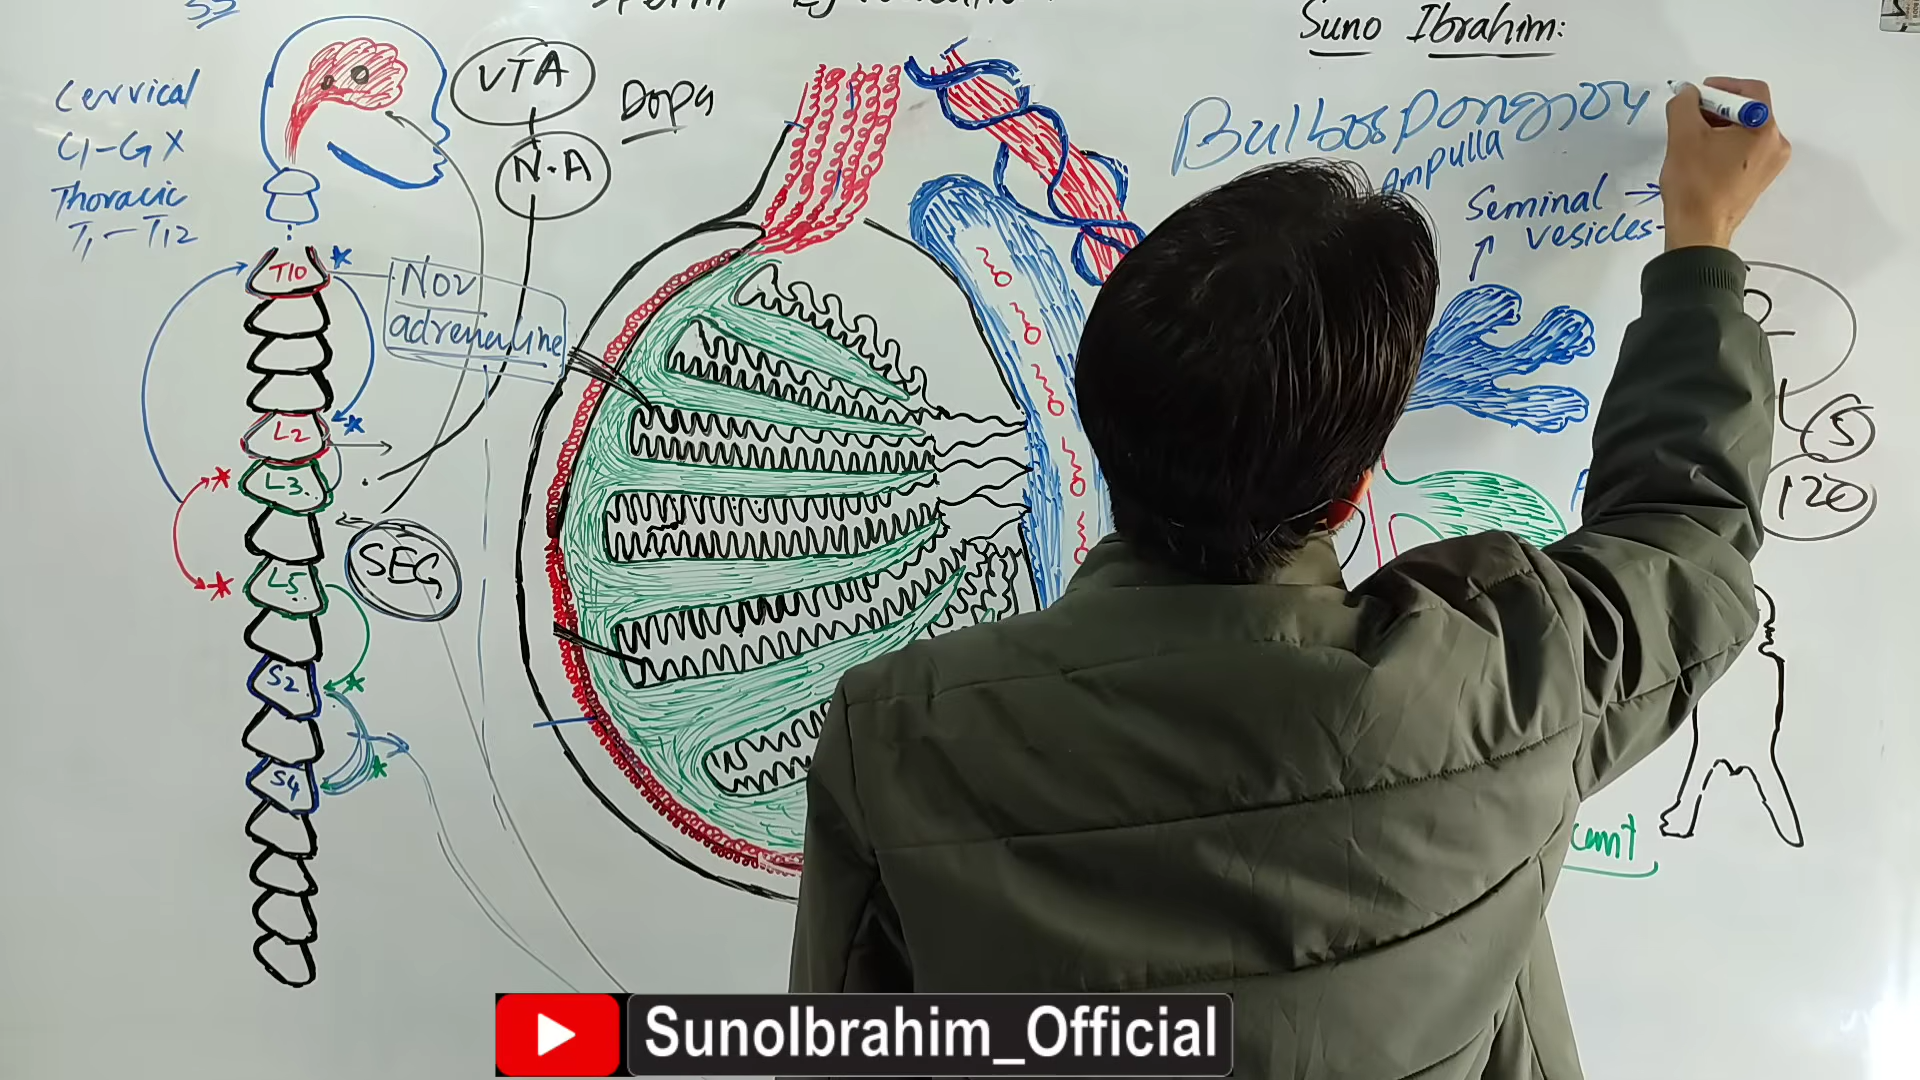 Suno Ibrahim:
Cervical
C1-C7 X
Thoracic
T1-T12
VTA
Dopa
N.A
Ampulla
Seminal →
vesicles-
T10
Nor
adrenaline
L2
L3
L5
SEG
S2
S4
5
120
SunoIbrahim_Official